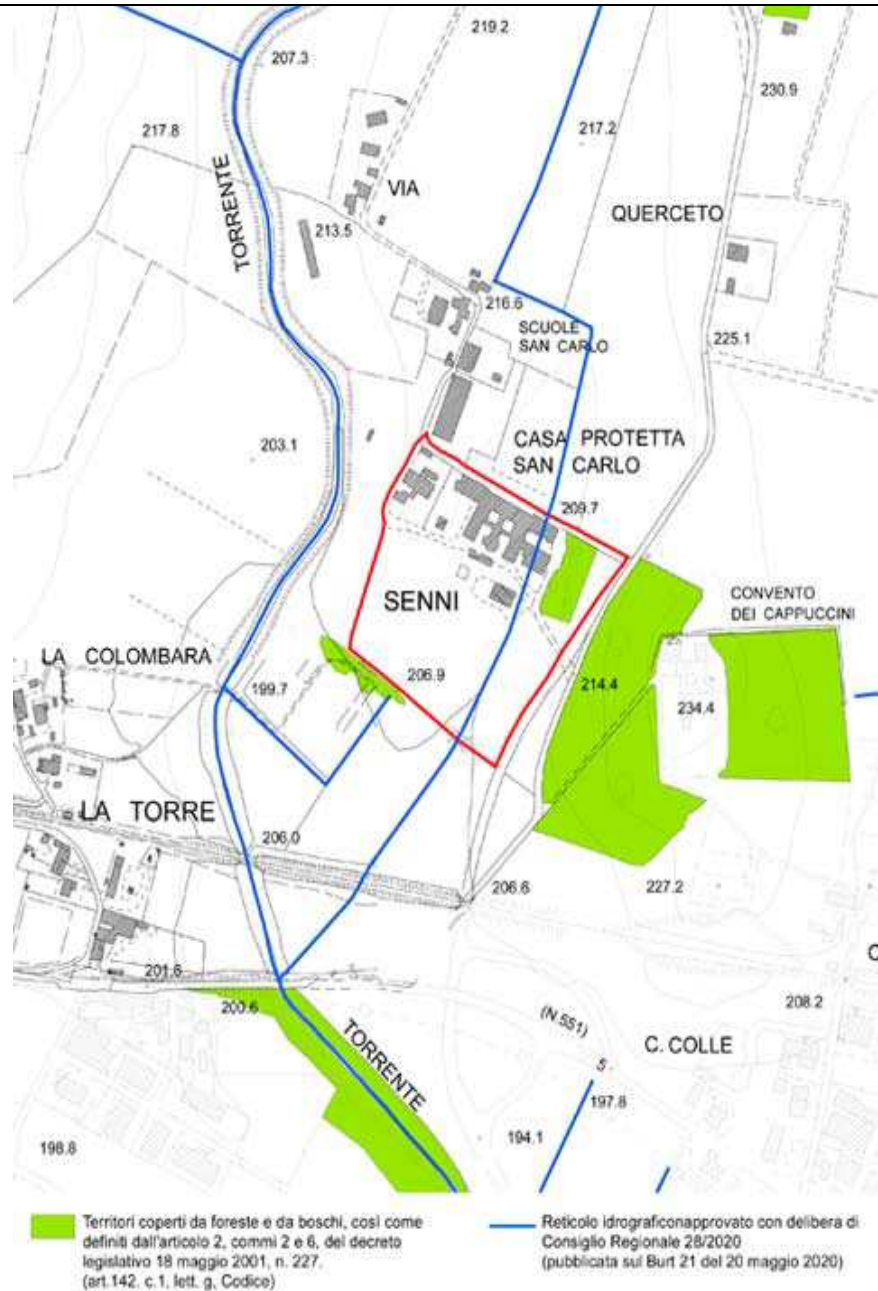 219.2
207.3
230.9
217.8
217.2
TORRENTE
VIA
QUERCETO
213.5
216.6
SCUOLE
SAN CARLO
225.1
203.1
CASA PROTETTA
SAN CARLO
209.7
SENNI
CONVENTO
DEI CAPPUCCINI
LA COLOMBARA
199.7
206.9
214.4
234.4
LA TORRE
206.0
206.6
227.2
201.6
C
200.6
208.2
TORRENTE
(N.551)
C. COLLE
5
197.8
194.1
198.8
Territori coperti da foreste e da boschi, così come
definiti dall'articolo 2, commi 2 e 6, del decreto
legislativo 18 maggio 2001, n. 227.
(art.142. c.1, lett. g, Codice)
Reticolo idrograficonapprovato con delibera di
Consiglio Regionale 28/2020
(pubblicata sul Burt 21 del 20 maggio 2020)